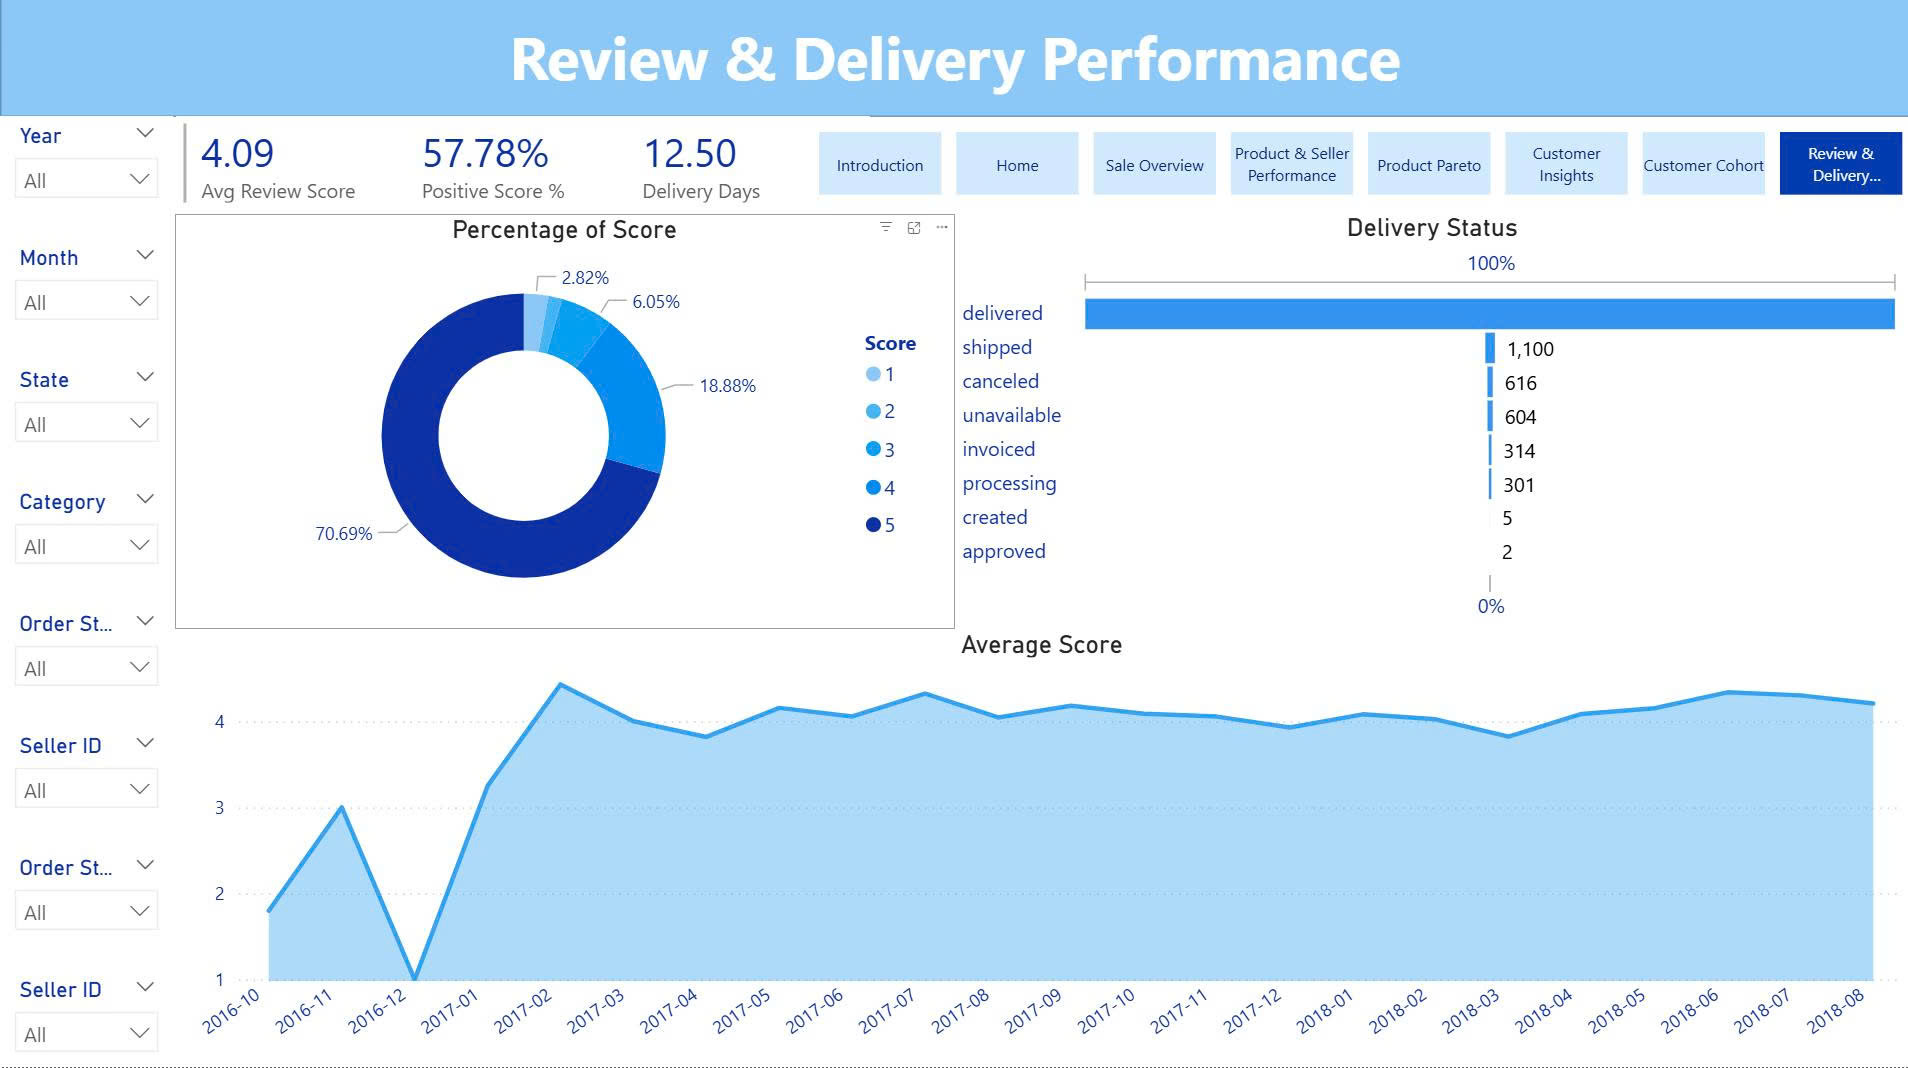 Review & Delivery Performance
Year
All
Month
All
State
All
Category
All
Order St...
All
Seller ID
All
Order St...
All
Seller ID
All
4.09
Avg Review Score
57.78%
Positive Score %
12.50
Delivery Days
Introduction
Home
Sale Overview
Product & Seller
Performance
Product Pareto
Customer
Insights
Customer Cohort
Review &
Delivery...
Percentage of Score
2.82%
6.05%
18.88%
70.69%
Score
1
2
3
4
5
Delivery Status
100%
delivered
shipped 1,100
canceled 616
unavailable 604
invoiced 314
processing 301
created 5
approved 2
0%
Average Score
4
3
2
1
2016-10
2016-11
2016-12
2017-01
2017-02
2017-03
2017-04
2017-05
2017-06
2017-07
2017-08
2017-09
2017-10
2017-11
2017-12
2018-01
2018-02
2018-03
2018-04
2018-05
2018-06
2018-07
2018-08